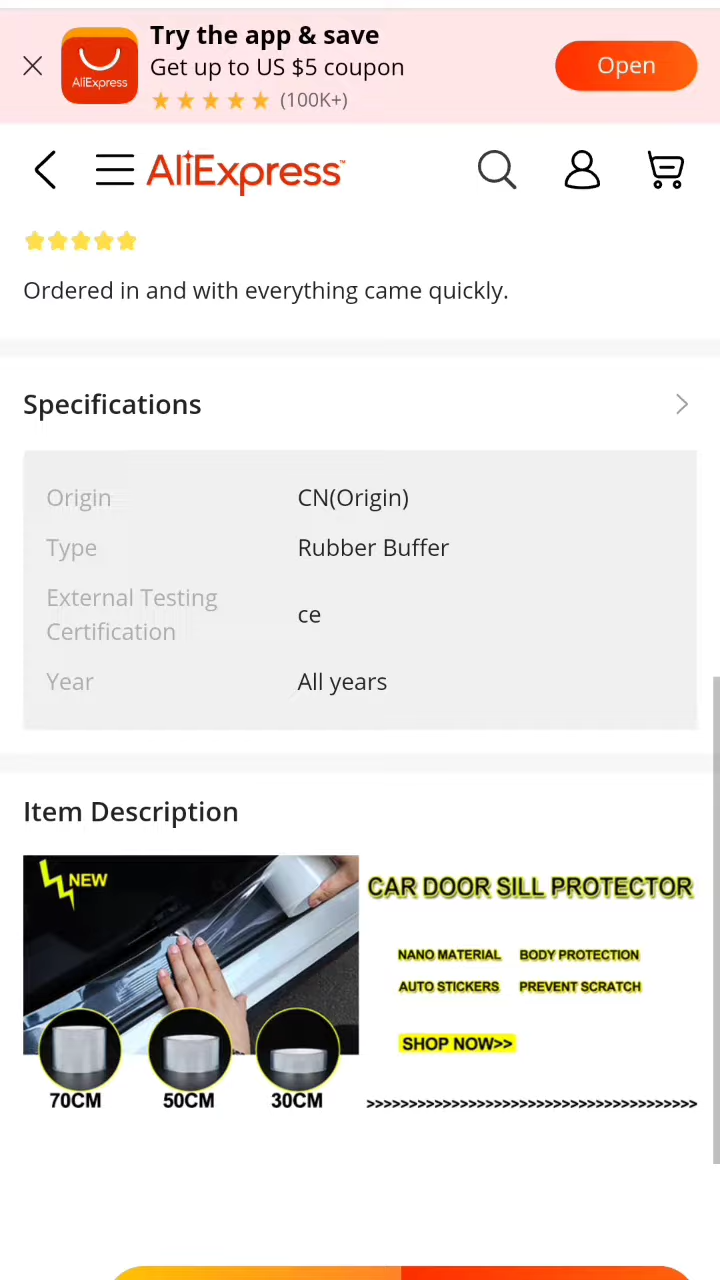 Try the app & save
Get up to US $5 coupon
(100K+)
Open
AliExpress
AliExpress™
Ordered in and with everything came quickly.
Specifications
Origin CN(Origin)
Type Rubber Buffer
External Testing
Certification ce
Year All years
Item Description
NEW
CAR DOOR SILL PROTECTOR
NANO MATERIAL BODY PROTECTION
AUTO STICKERS PREVENT SCRATCH
SHOP NOW>>
70CM 50CM 30CM
>>>>>>>>>>>>>>>>>>>>>>>>>>>>>>>>>>>>>>>